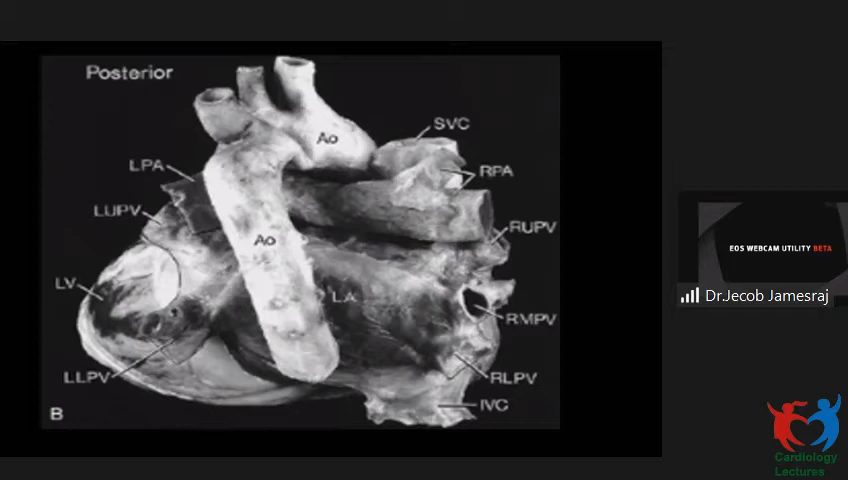 Posterior
Ao
SVC
LPA
RPA
LUPV
RUPV
Ao
LV
LA
RMPV
LLPV
RLPV
IVC
B
EOS WEBCAM UTILITY BETA
Dr.Jecob Jamesraj
Cardiology
Lectures